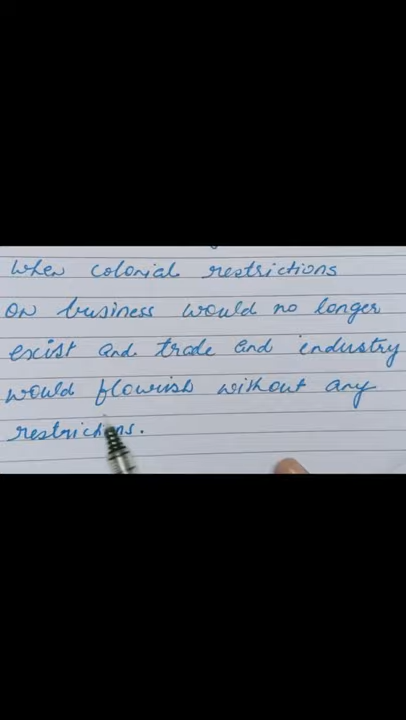 when colonial restrictions
on business would no longer
exist and trade and industry
would flourish without any
restrictions.